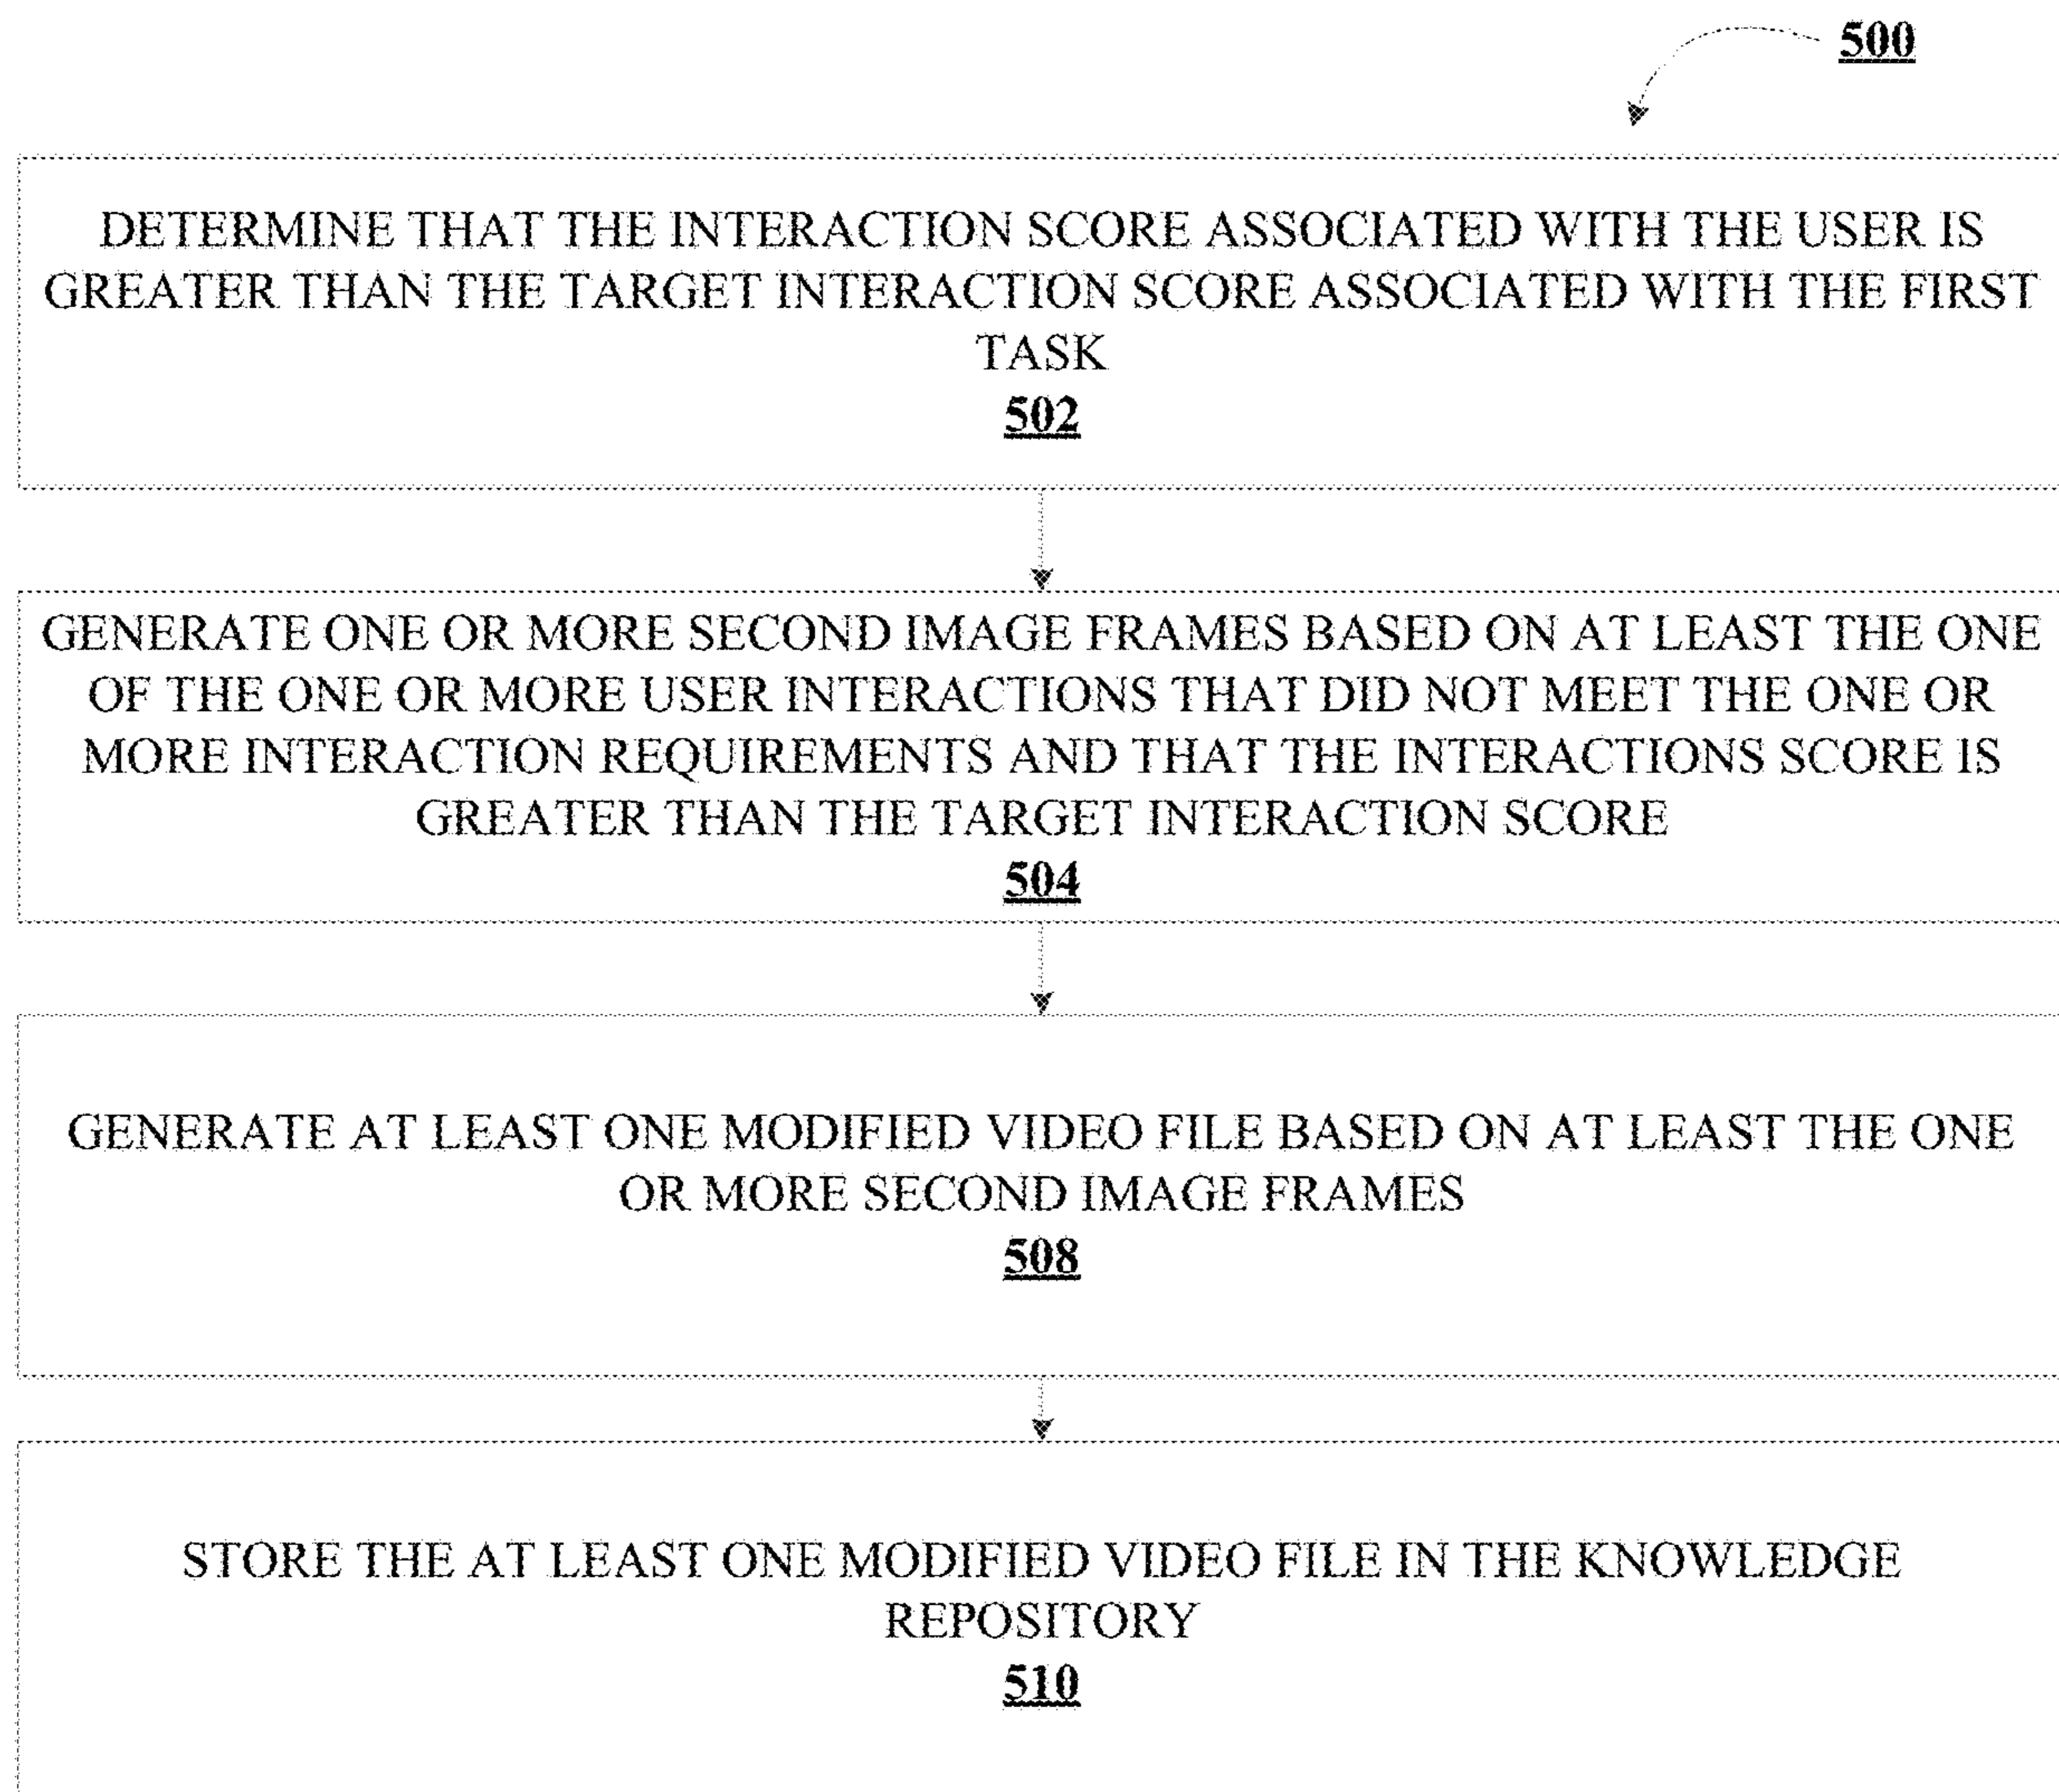 500
DETERMINE THAT THE INTERACTION SCORE ASSOCIATED WITH THE USER IS
GREATER THAN THE TARGET INTERACTION SCORE ASSOCIATED WITH THE FIRST
TASK
502
GENERATE ONE OR MORE SECOND IMAGE FRAMES BASED ON AT LEAST THE ONE
OF THE ONE OR MORE USER INTERACTIONS THAT DID NOT MEET THE ONE OR
MORE INTERACTION REQUIREMENTS AND THAT THE INTERACTIONS SCORE IS
GREATER THAN THE TARGET INTERACTION SCORE
504
GENERATE AT LEAST ONE MODIFIED VIDEO FILE BASED ON AT LEAST THE ONE
OR MORE SECOND IMAGE FRAMES
508
STORE THE AT LEAST ONE MODIFIED VIDEO FILE IN THE KNOWLEDGE
REPOSITORY
510